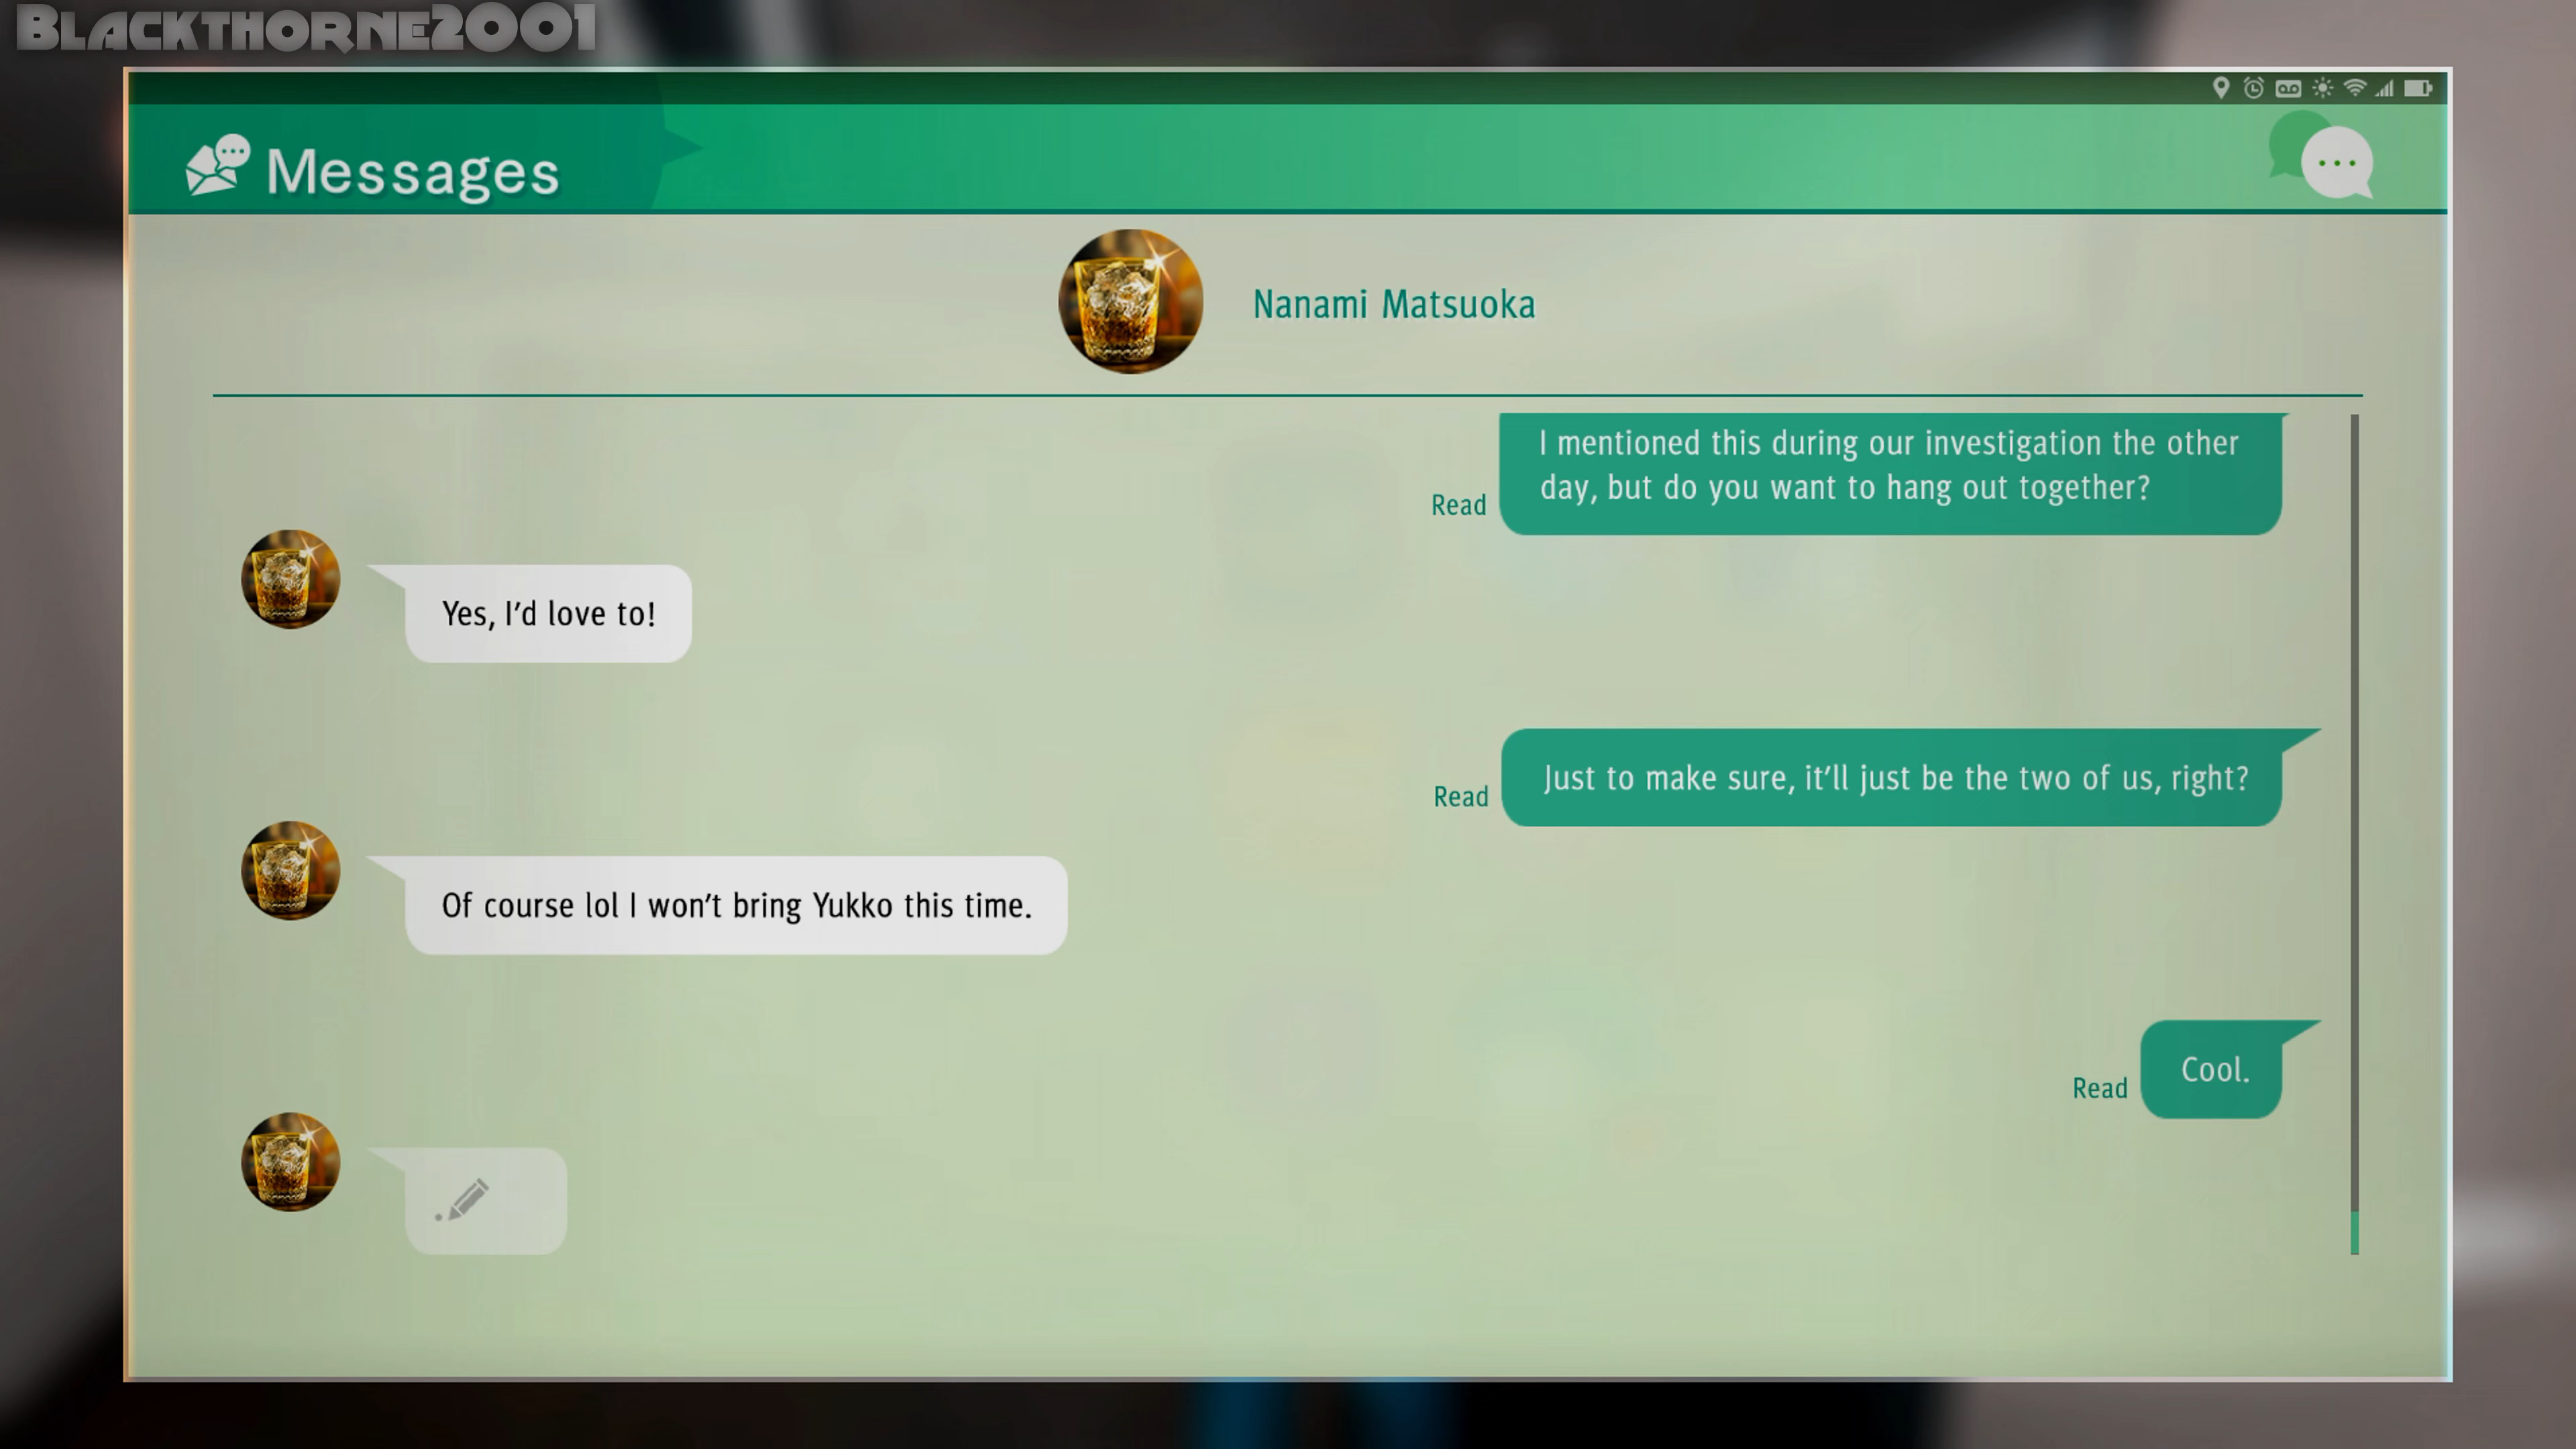 BLACKTHORNE2001
Messages
Nanami Matsuoka
I mentioned this during our investigation the other
day, but do you want to hang out together?
Read
Yes, I'd love to!
Just to make sure, it'll just be the two of us, right?
Read
Of course lol I won't bring Yukko this time.
Cool.
Read